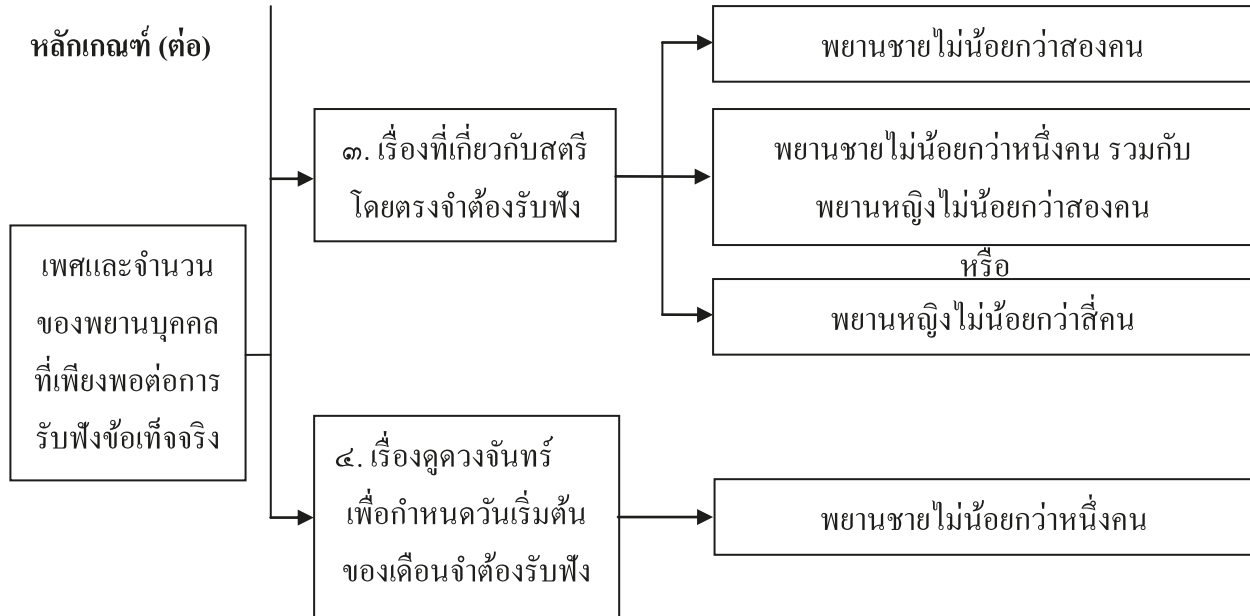 หลักเกณฑ์ (ต่อ)
เพศและจำนวน
ของพยานบุคคล
ที่เพียงพอต่อการ
รับฟังข้อเท็จจริง
๓. เรื่องที่เกี่ยวกับสตรี
โดยตรงจำต้องรับฟัง
พยานชายไม่น้อยกว่าสองคน
พยานชายไม่น้อยกว่าหนึ่งคน รวมกับ
พยานหญิงไม่น้อยกว่าสองคน
หรือ
พยานหญิงไม่น้อยกว่าสี่คน
๔. เรื่องดูดวงจันทร์
เพื่อกำหนดวันเริ่มต้น
ของเดือนจำต้องรับฟัง
พยานชายไม่น้อยกว่าหนึ่งคน